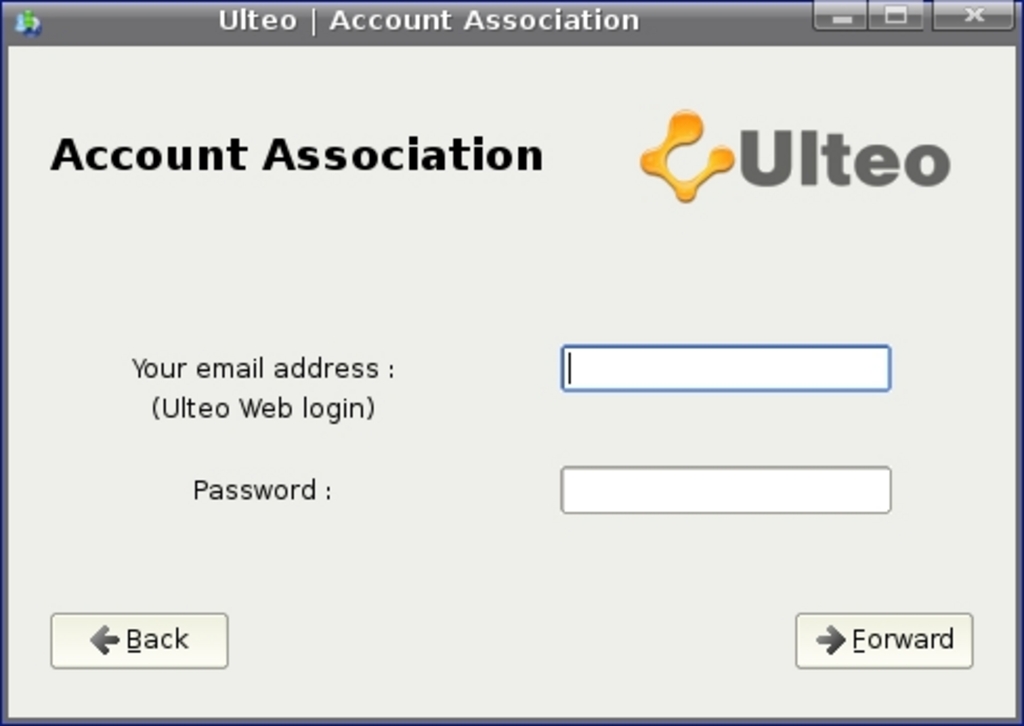 Ulteo | Account Association
Account Association
Ulteo
Your email address :
(Ulteo Web login)
Password :
Back
Forward